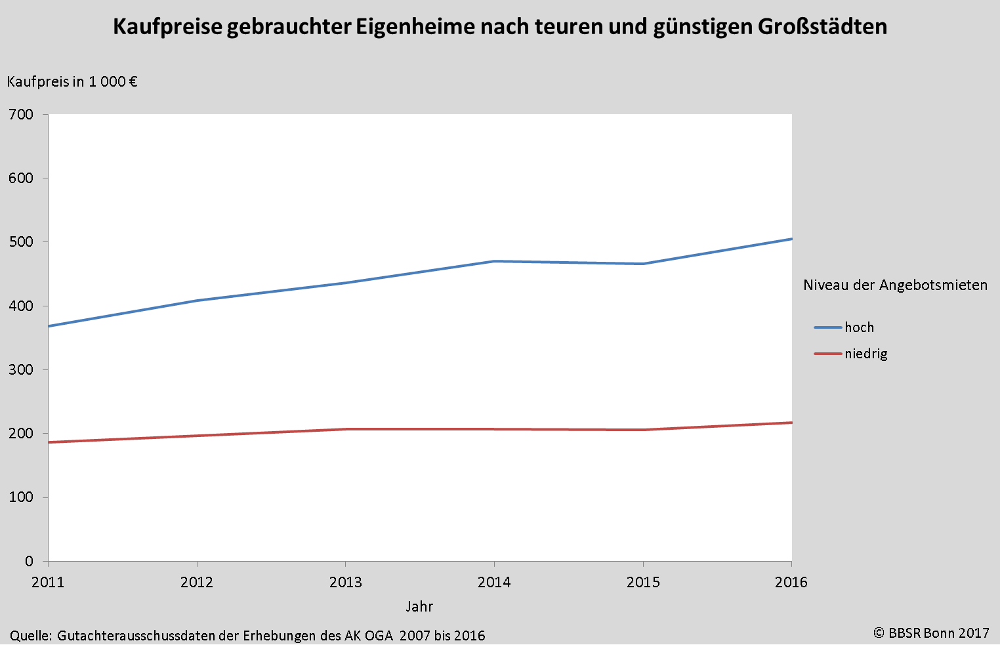 Kaufpreise gebrauchter Eigenheime nach teuren und günstigen Großstädten
Kaufpreis in 1 000 €
700
600
500
400
300
200
100
0
2011 2012 2013 2014 2015 2016
Jahr
Niveau der Angebotsmieten
hoch
niedrig
Quelle: Gutachterausschussdaten der Erhebungen des AK OGA 2007 bis 2016
© BBSR Bonn 2017